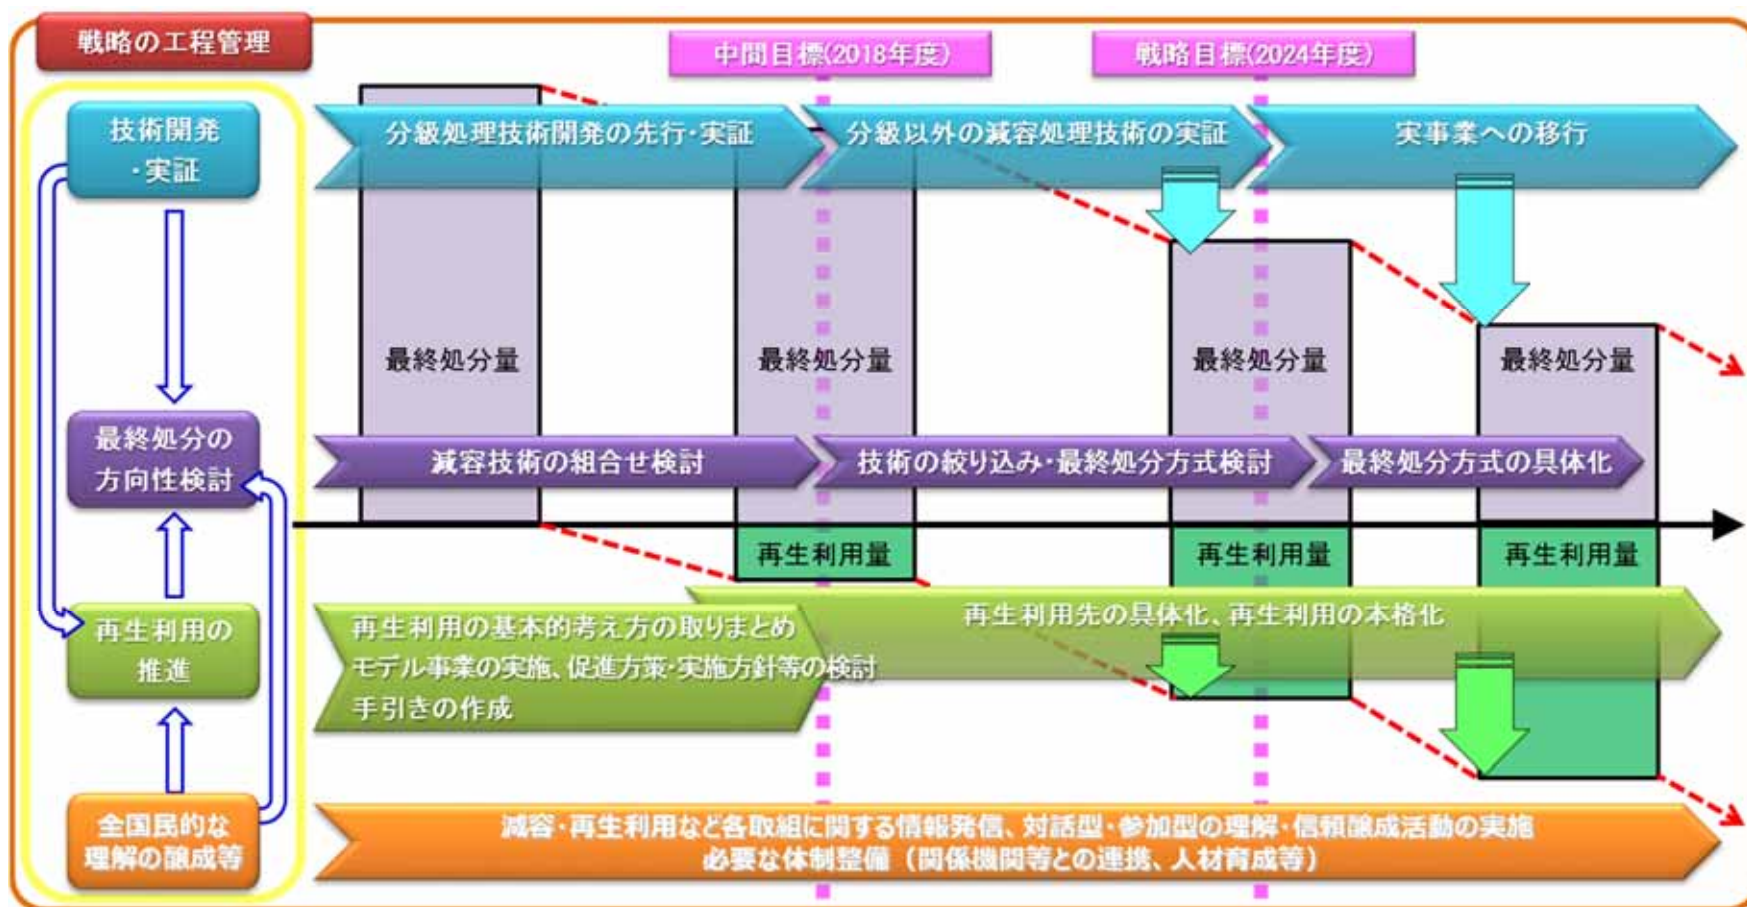 戦略の工程管理
中間目標(2018年度)
戦略目標(2024年度)
技術開発
・実証
分級処理技術開発の先行・実証
分級以外の減容処理技術の実証
実事業への移行
最終処分量
最終処分量
最終処分量
最終処分量
最終処分の
方向性検討
減容技術の組合せ検討
技術の絞り込み・最終処分方式検討
最終処分方式の具体化
再生利用量
再生利用量
再生利用量
再生利用の
推進
再生利用の基本的考え方の取りまとめ
モデル事業の実施、促進方策・実施方針等の検討
手引きの作成
再生利用先の具体化、再生利用の本格化
全国民的な
理解の醸成等
減容・再生利用など各取組に関する情報発信、対話型・参加型の理解・信頼醸成活動の実施
必要な体制整備（関係機関等との連携、人材育成等）